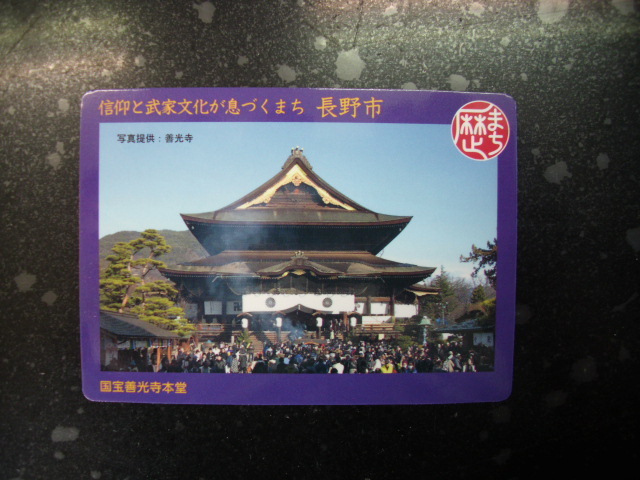 信仰と武家文化が息づくまち 長野市
歴まち
写真提供：善光寺
国宝善光寺本堂